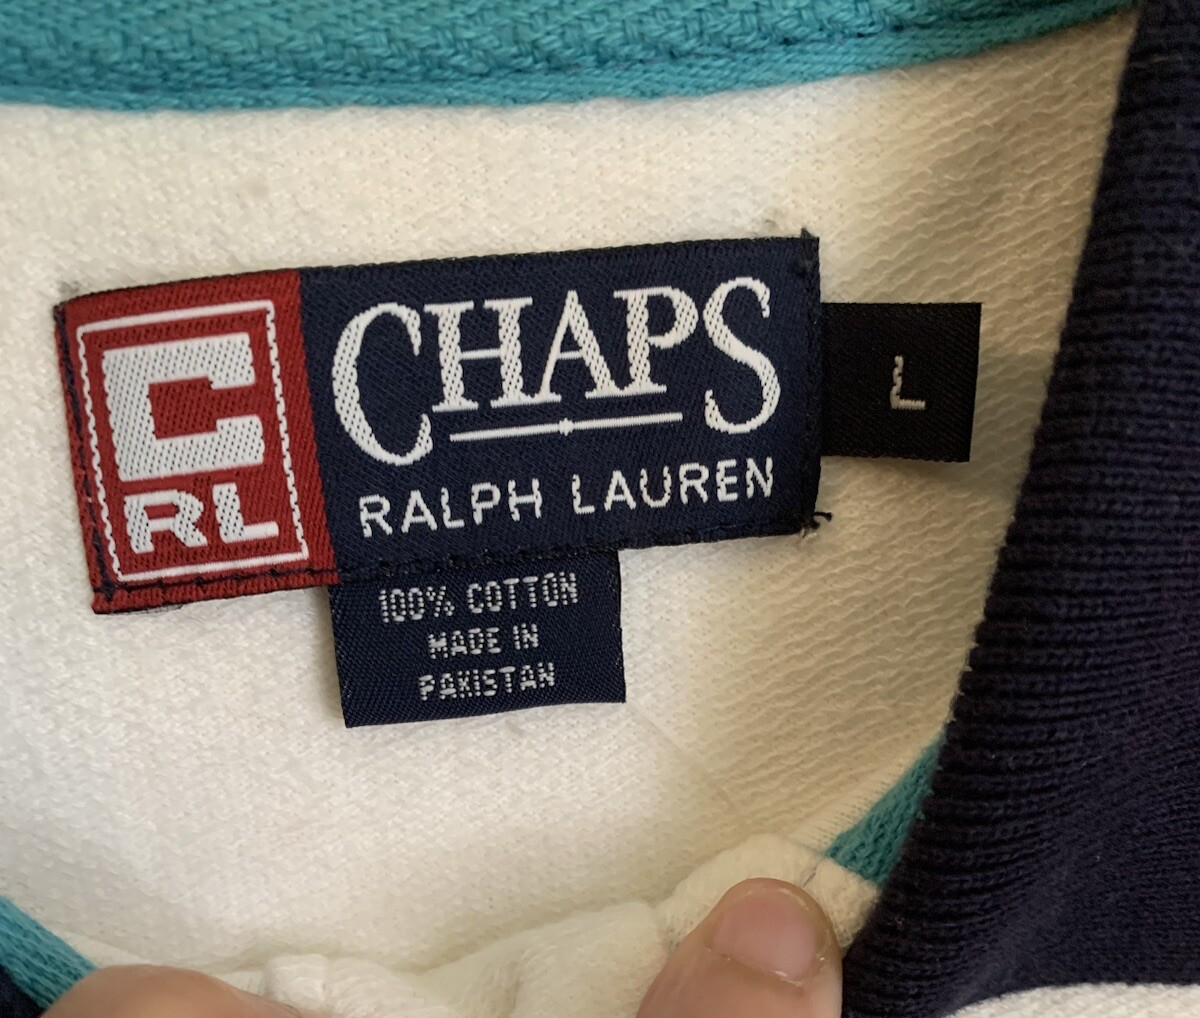 C
RL
CHAPS
RALPH LAUREN
L
100% COTTON
MADE IN
PAKISTAN